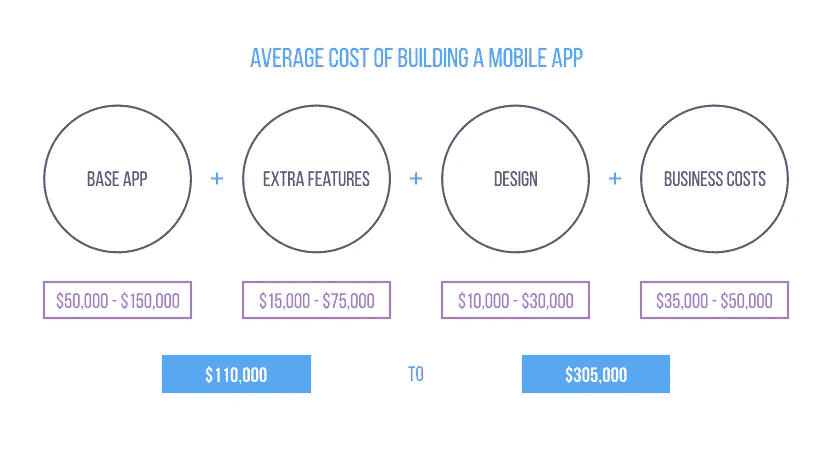 AVERAGE COST OF BUILDING A MOBILE APP
BASE APP + EXTRA FEATURES + DESIGN + BUSINESS COSTS
$50,000 - $150,000 $15,000 - $75,000 $10,000 - $30,000 $35,000 - $50,000
$110,000 TO $305,000